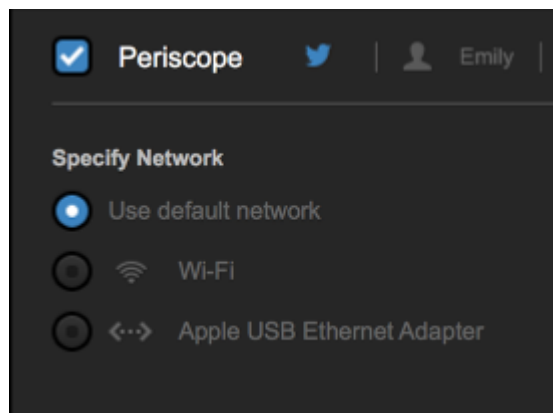 Periscope Emily
Specify Network
Use default network
Wi-Fi
Apple USB Ethernet Adapter